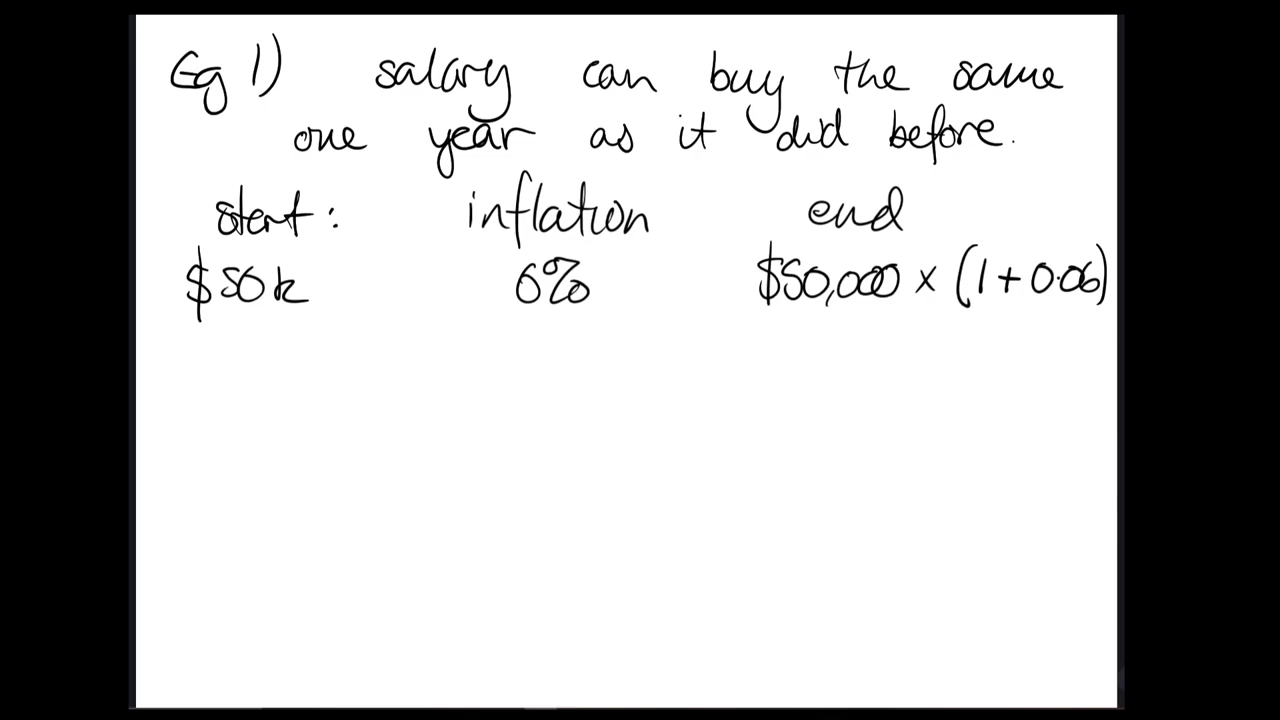 Eg 1) salary can buy the same
one year as it did before.
start: inflation end
$50k 6% $50,000 × (1+0.06)